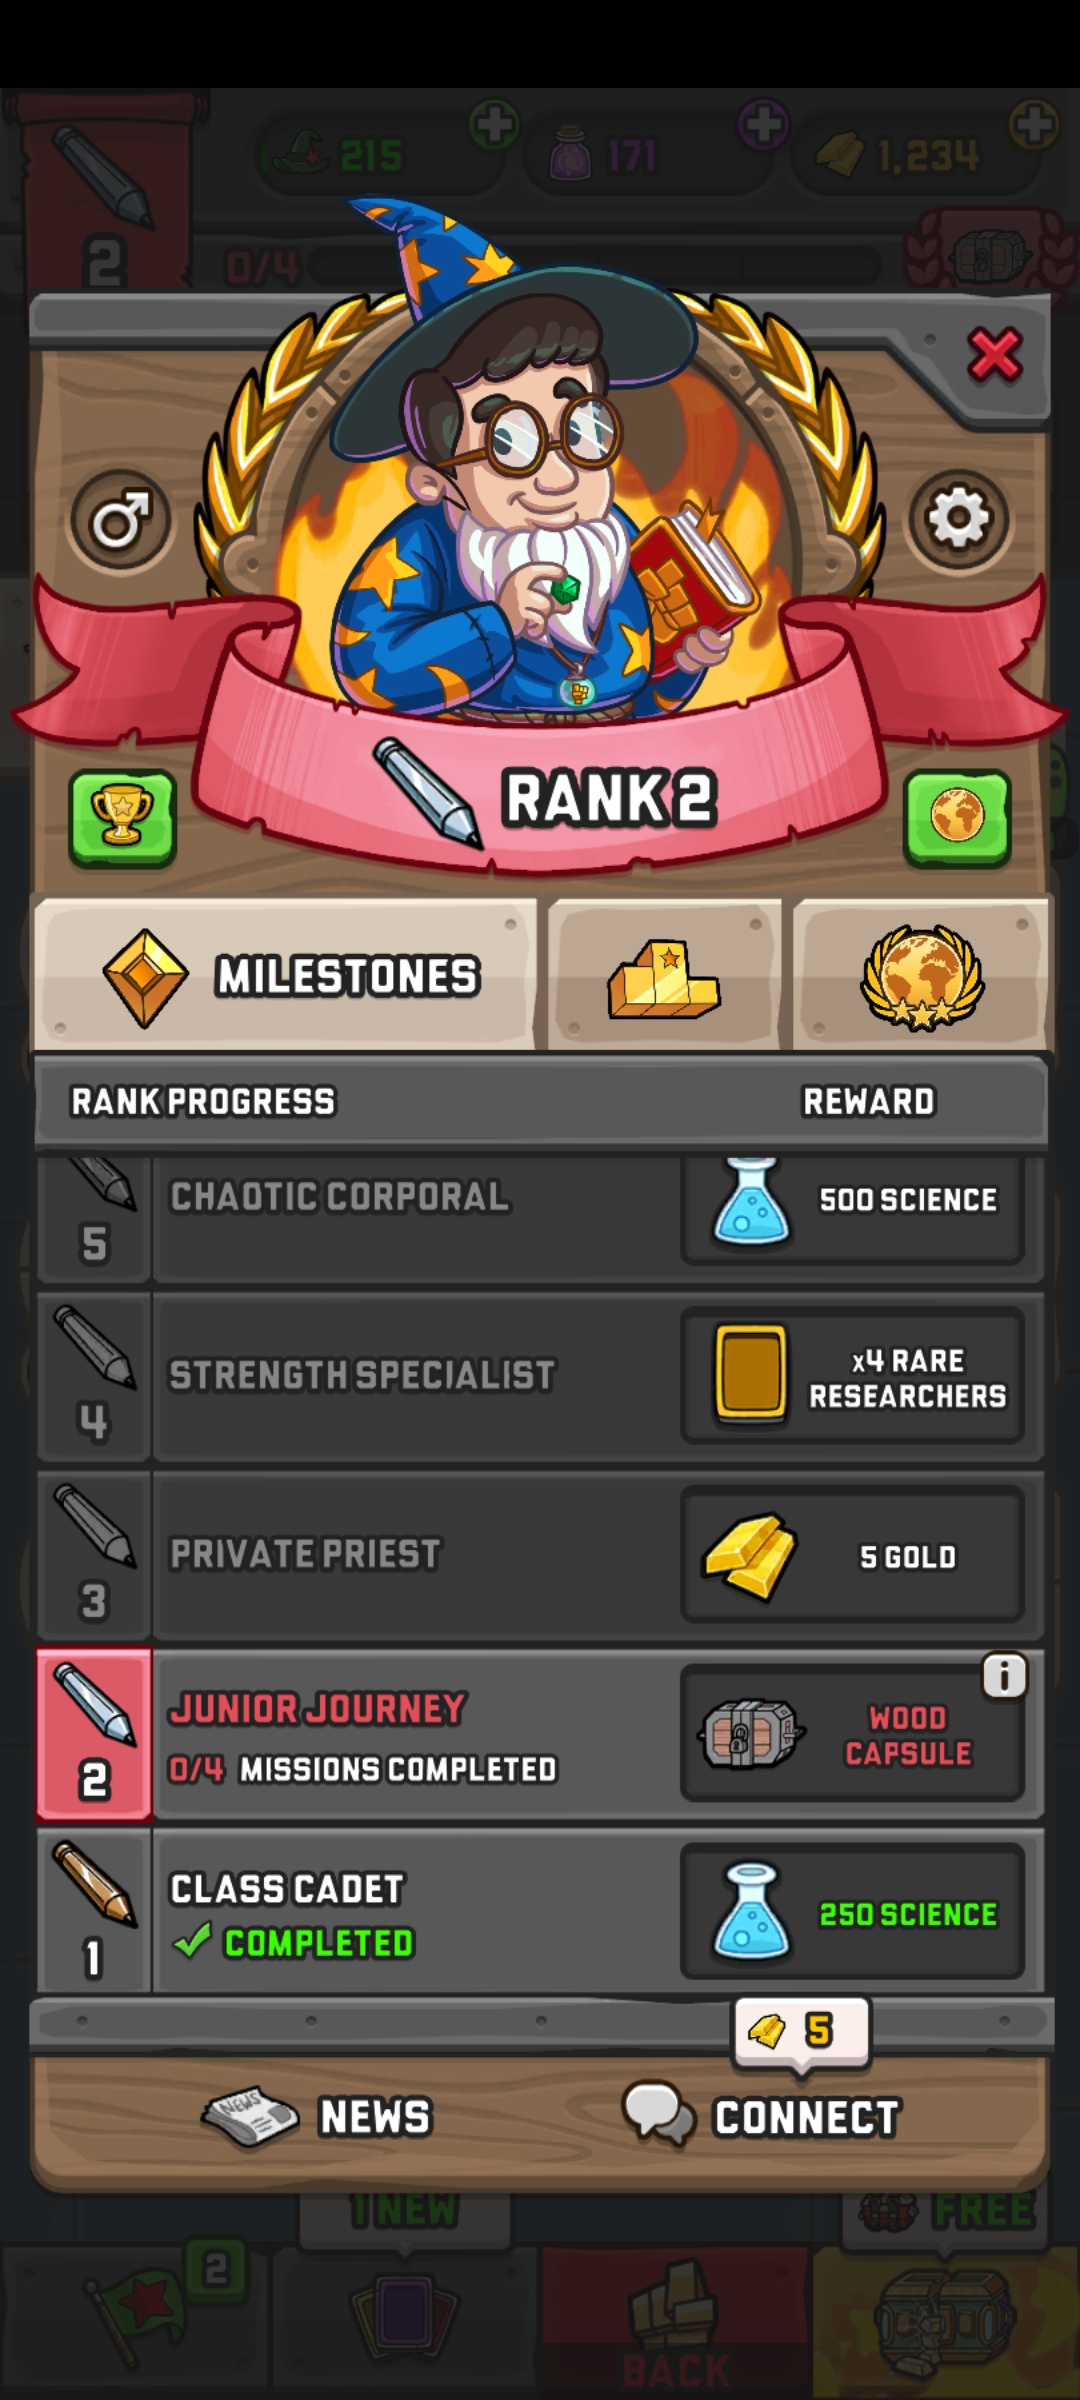 215
171
1,234
2
0/4
RANK 2
MILESTONES
RANK PROGRESS
REWARD
5
CHAOTIC CORPORAL
500 SCIENCE
4
STRENGTH SPECIALIST
x4 RARE
RESEARCHERS
3
PRIVATE PRIEST
5 GOLD
2
JUNIOR JOURNEY
0/4 MISSIONS COMPLETED
i
WOOD
CAPSULE
1
CLASS CADET
COMPLETED
250 SCIENCE
5
NEWS
NEWS
CONNECT
1 NEW
FREE
2
BACK